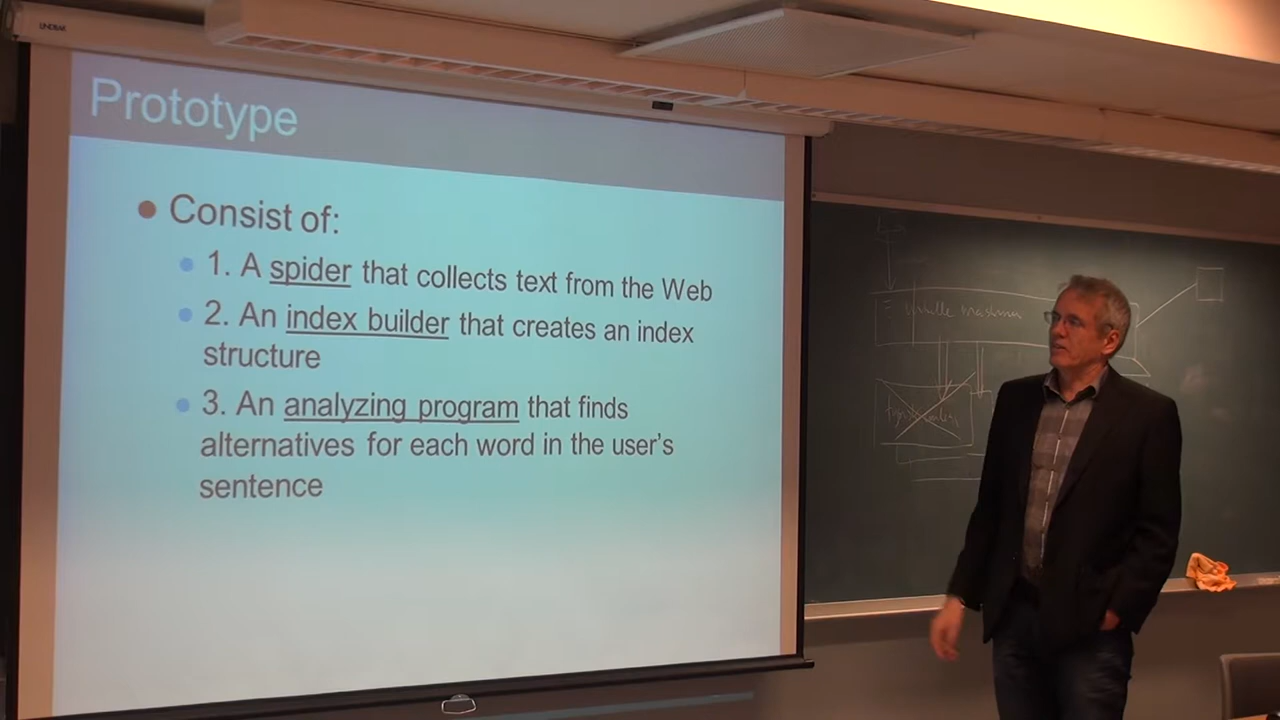 Prototype
Consist of:
1. A spider that collects text from the Web
2. An index builder that creates an index
structure
3. An analyzing program that finds
alternatives for each word in the user's
sentence